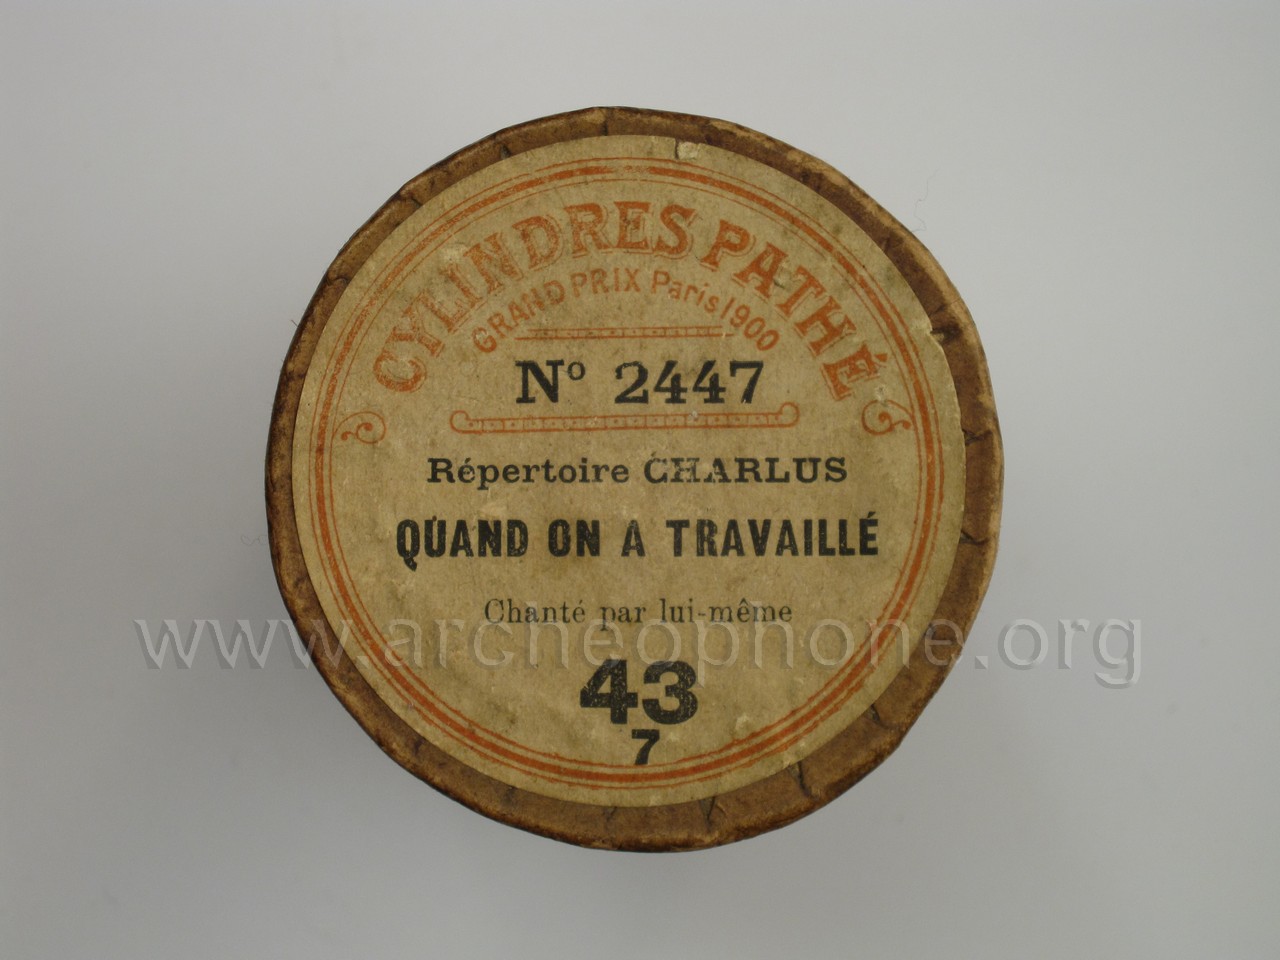 CYLINDRES PATHÉ
GRAND PRIX Paris 1900
Nº 2447
Répertoire CHARLUS
QUAND ON A TRAVAILLÉ
Chanté par lui-même
www.archeophone.org
43
7